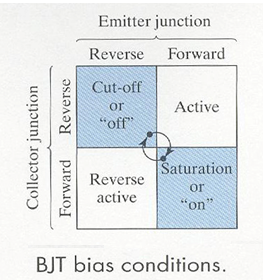 Emitter junction
Reverse Forward
Collector junction
Reverse
Cut-off
or
“off”
Active
Forward
Reverse
active
Saturation
or
“on”
BJT bias conditions.